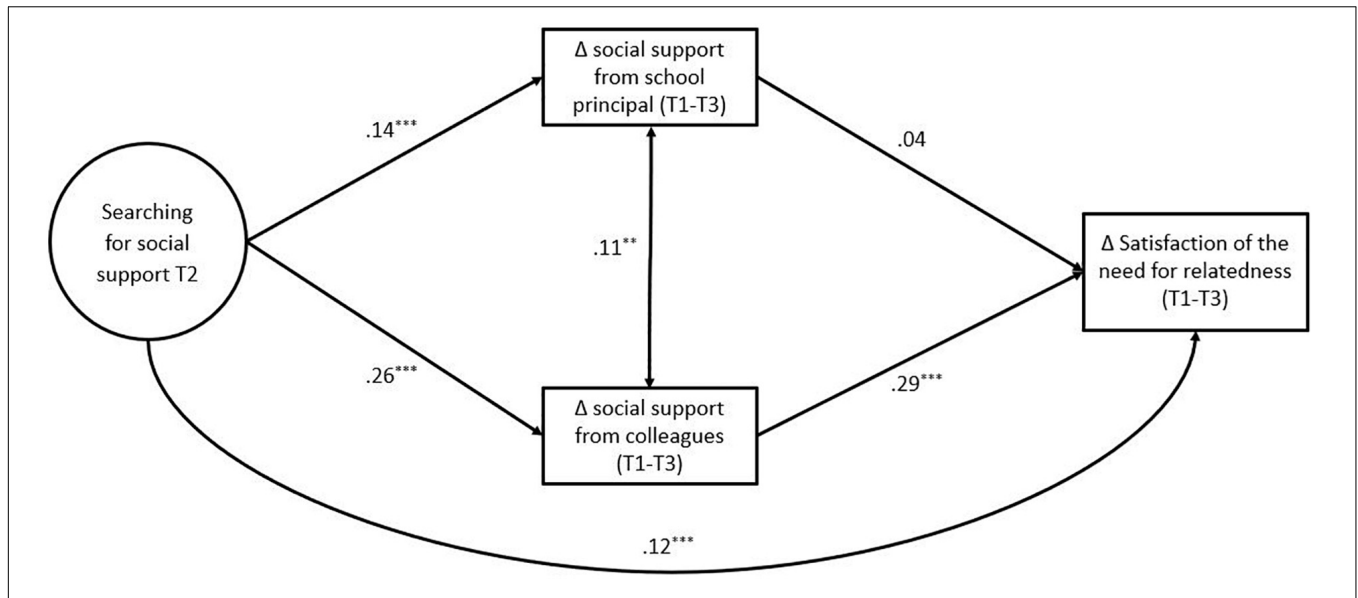 Δ social support
from school
principal (T1-T3)
.14***
.04
Searching
for social
support T2
.11**
Δ Satisfaction of the
need for relatedness
(T1-T3)
.26***
.29***
Δ social support
from colleagues
(T1-T3)
.12***